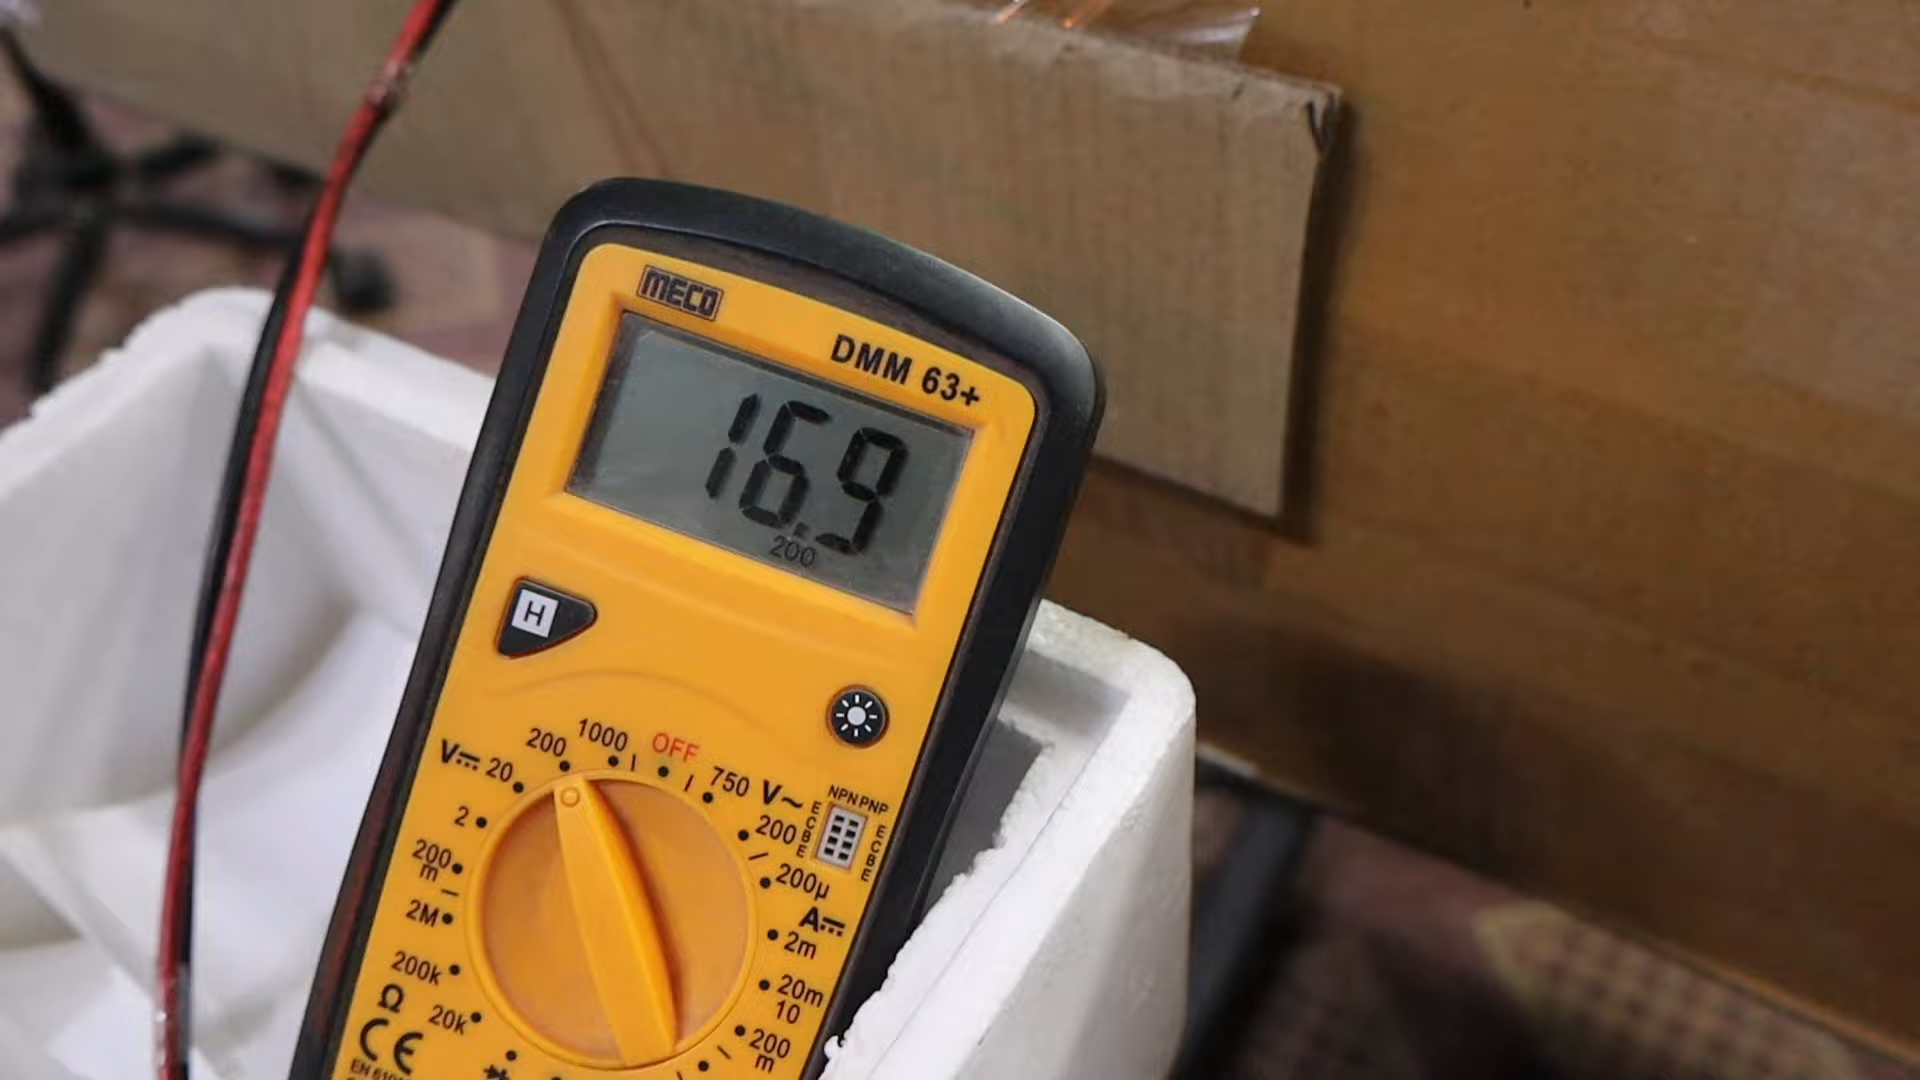 MECO
DMM 63+
16.9
200
H
1000
OFF
200
750 V~
V⎓ 20
NPN PNP
200
E
C
B
E
E
C
B
E
2
200
m
200µ
A⎓
2M
2m
200k
20m
10
Ω
20k
200
m
CE